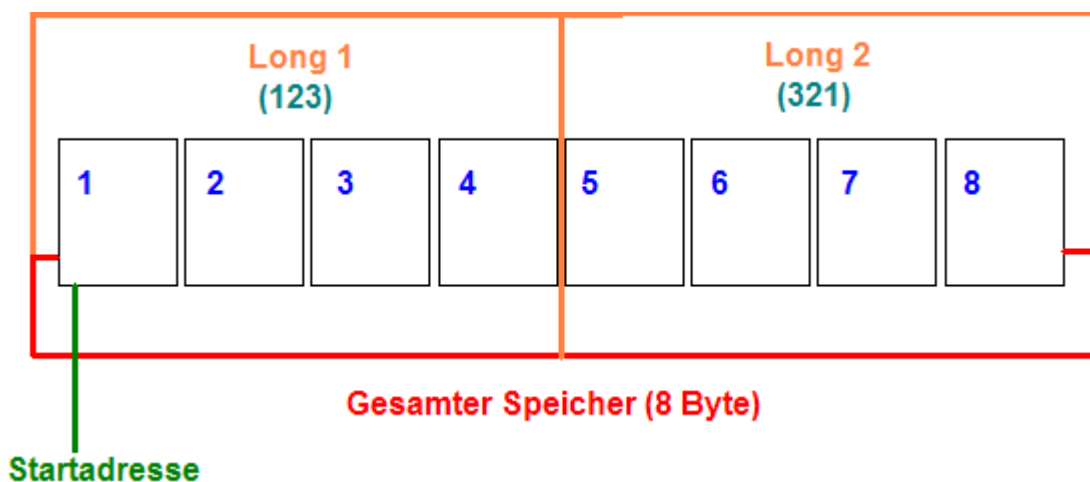 Long 1
(123)
Long 2
(321)
1 2 3 4 5 6 7 8
Gesamter Speicher (8 Byte)
Startadresse